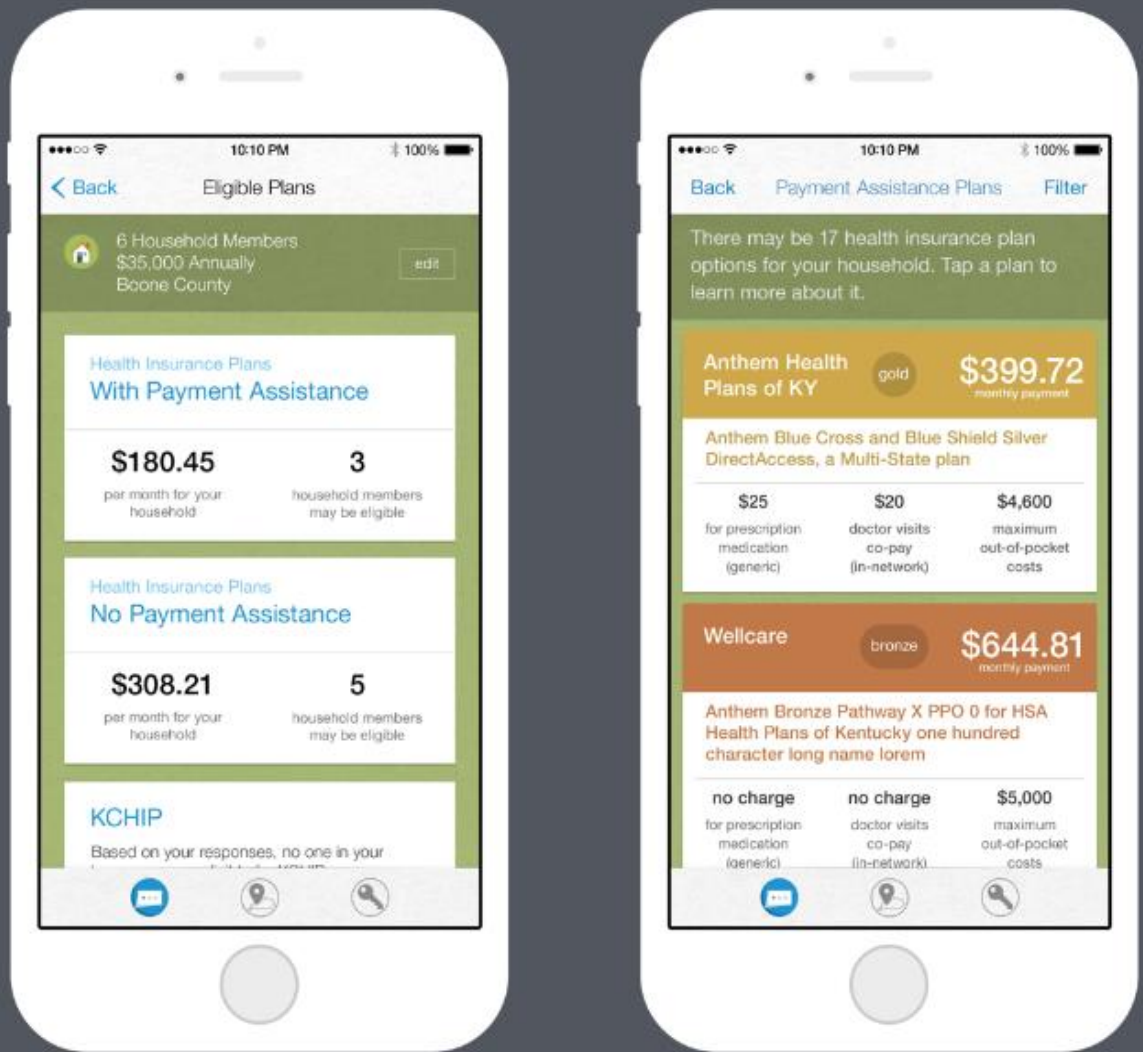 10:10 PM
100%
Back
Eligible Plans
6 Household Members
$35,000 Annually
Boone County
edit
Health Insurance Plans
With Payment Assistance
$180.45
per month for your
household
3
household members
may be eligible
Health Insurance Plans
No Payment Assistance
$308.21
per month for your
household
5
household members
may be eligible
KCHIP
Based on your responses, no one in your
10:10 PM
100%
Back
Payment Assistance Plans
Filter
There may be 17 health insurance plan
options for your household. Tap a plan to
learn more about it.
Anthem Health
Plans of KY
gold
$399.72
monthly payment
Anthem Blue Cross and Blue Shield Silver
DirectAccess, a Multi-State plan
$25
for prescription
medication
(generic)
$20
doctor visits
co-pay
(in-network)
$4,600
maximum
out-of-pocket
costs
Wellcare
bronze
$644.81
monthly payment
Anthem Bronze Pathway X PPO 0 for HSA
Health Plans of Kentucky one hundred
character long name lorem
no charge
for prescription
medication
(generic)
no charge
doctor visits
co-pay
(in-network)
$5,000
maximum
out-of-pocket
costs